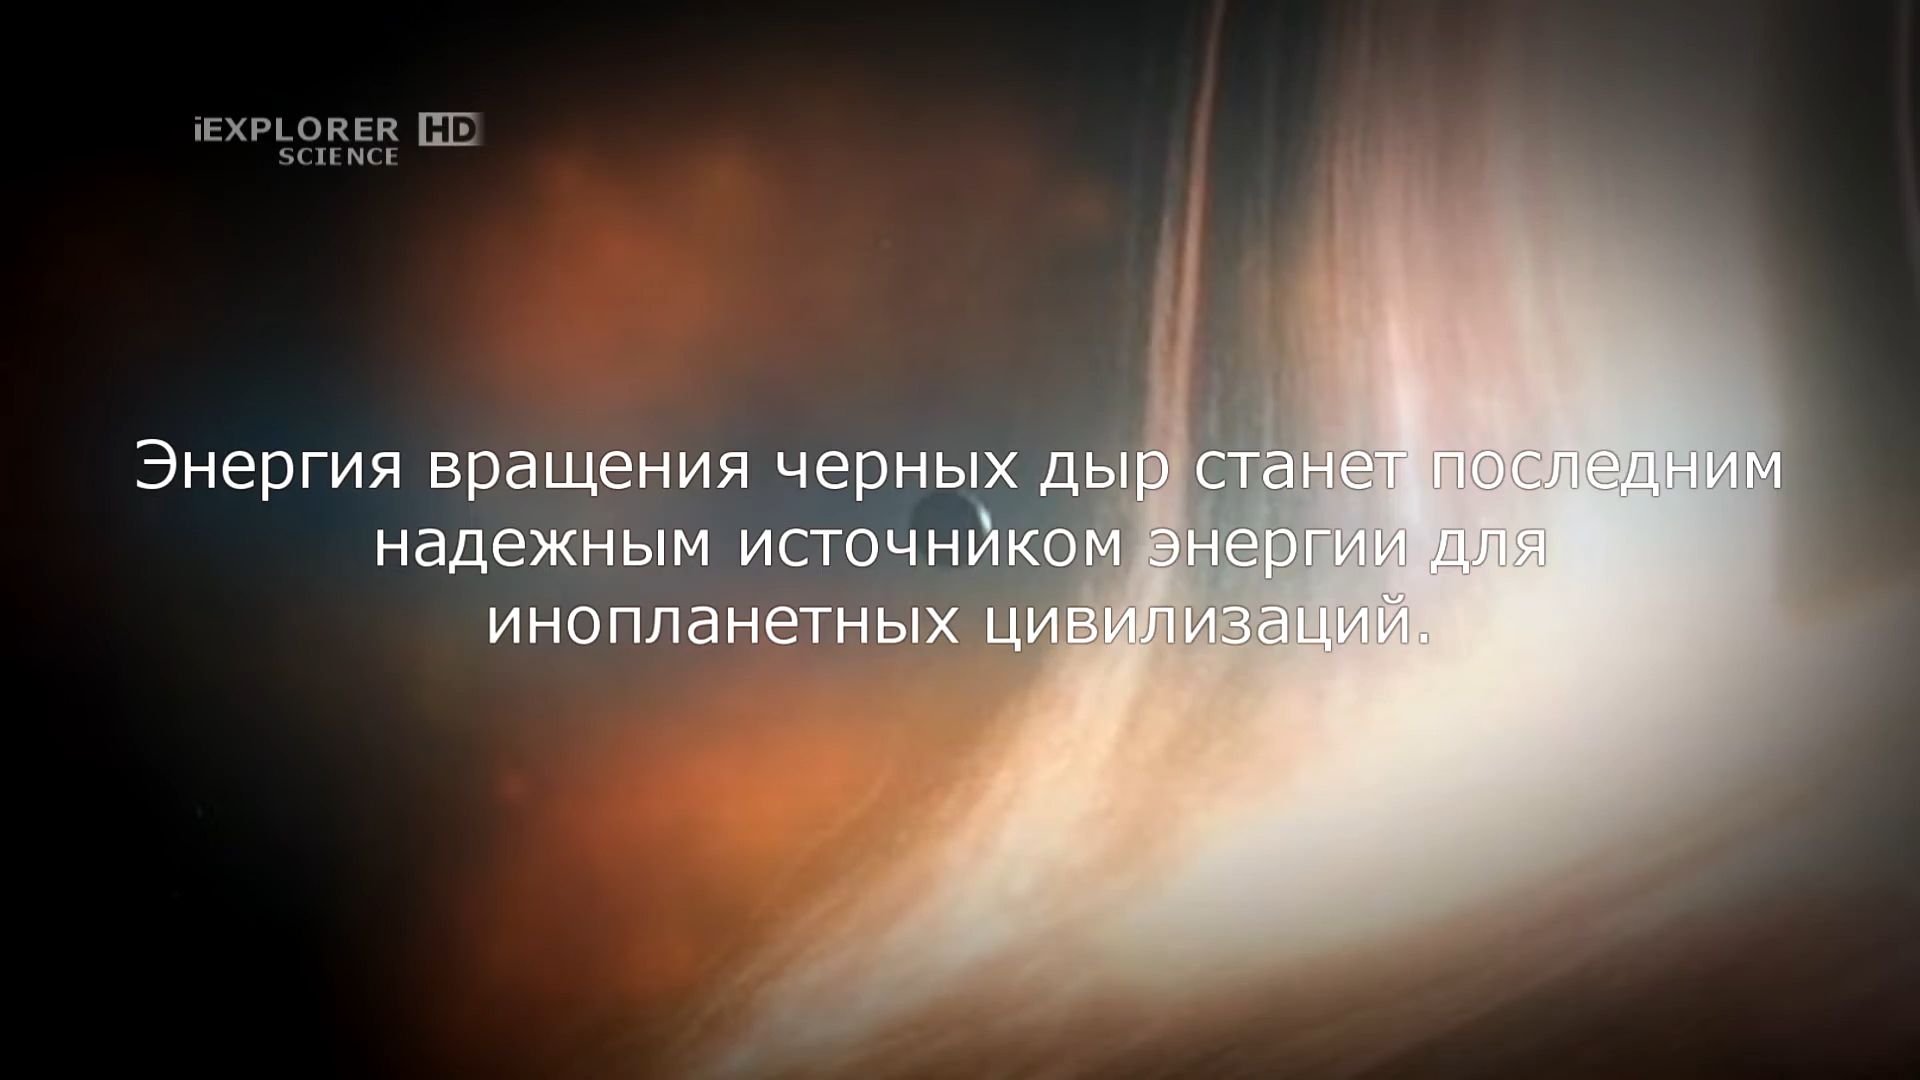 iEXPLORER HD
SCIENCE
Энергия вращения черных дыр станет последним
надежным источником энергии для
инопланетных цивилизаций.